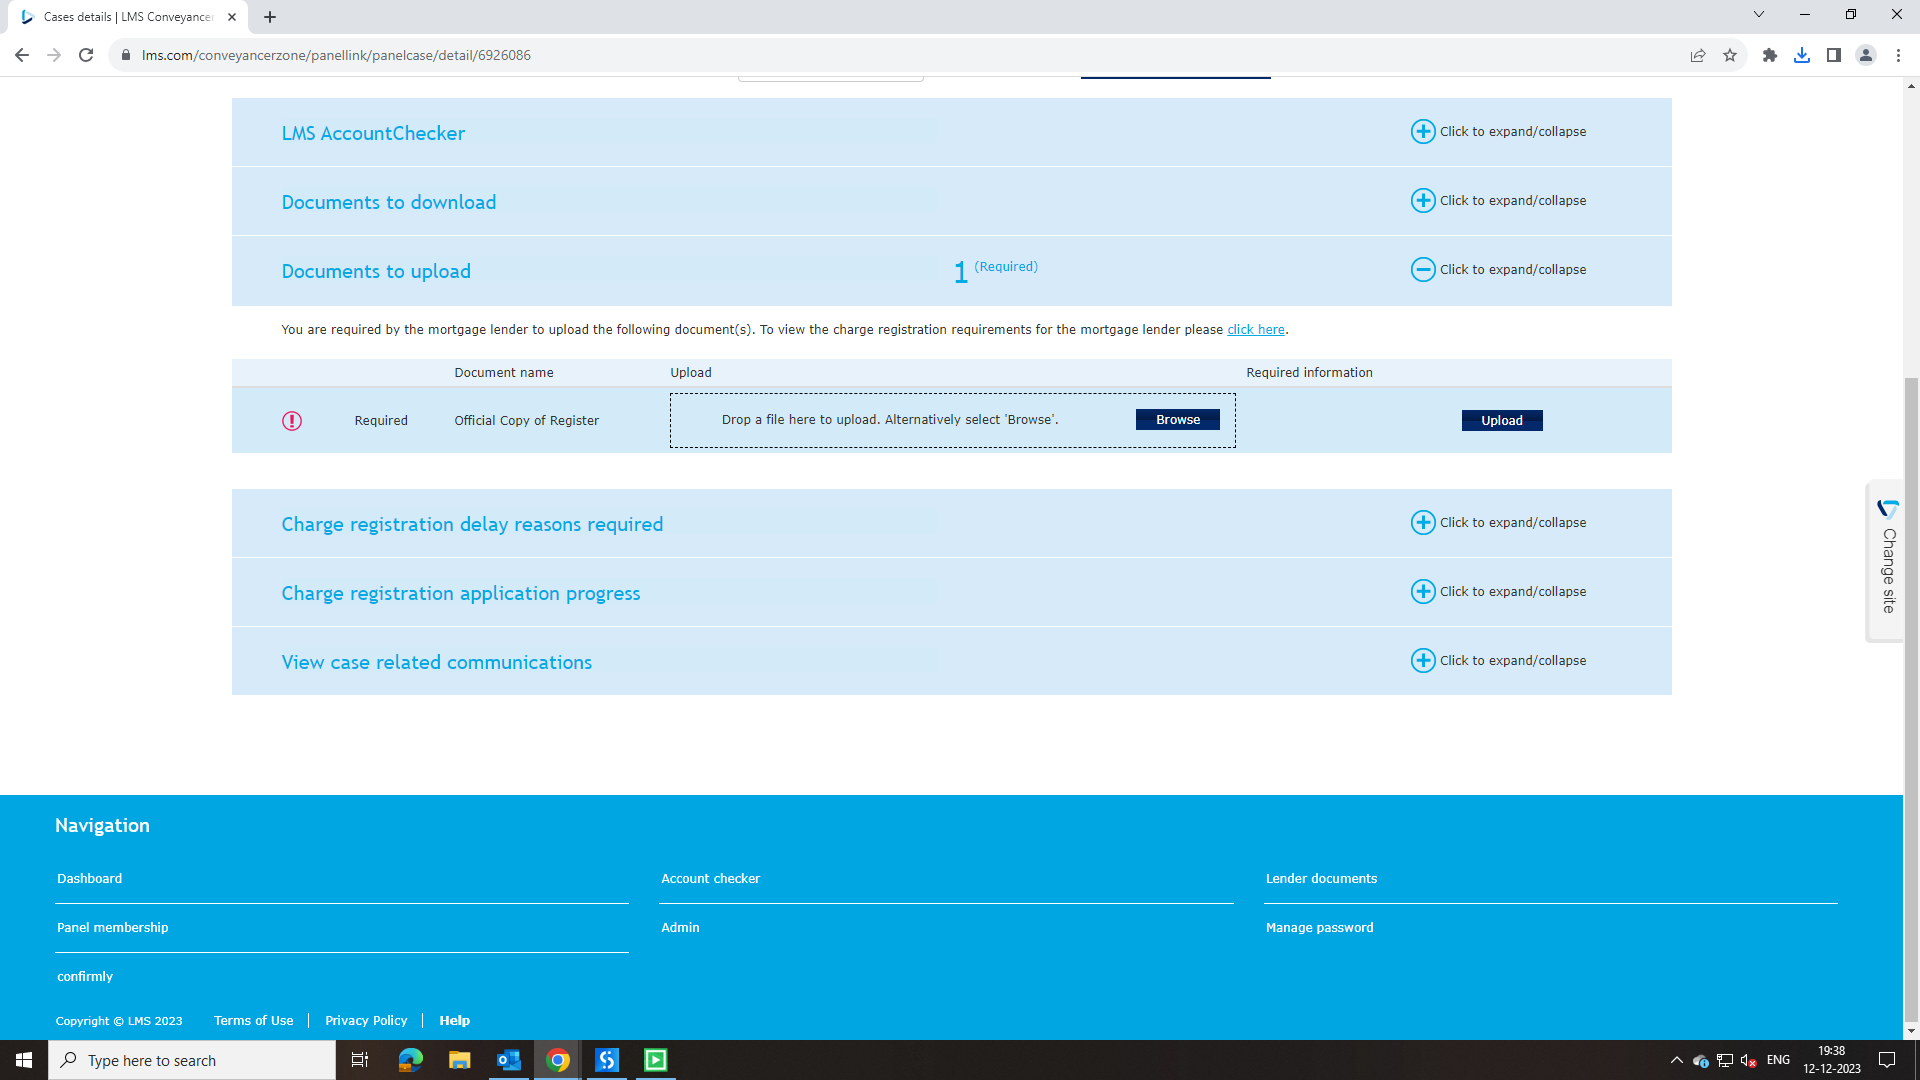 Cases details | LMS Conveyancer
lms.com/conveyancerzone/panellink/panelcase/detail/6926086
LMS AccountChecker
Click to expand/collapse
Documents to download
Click to expand/collapse
Documents to upload
1 (Required)
Click to expand/collapse
You are required by the mortgage lender to upload the following document(s). To view the charge registration requirements for the mortgage lender please click here.
Document name Upload Required information
Required Official Copy of Register Drop a file here to upload. Alternatively select 'Browse'. Browse Upload
Charge registration delay reasons required
Click to expand/collapse
Charge registration application progress
Click to expand/collapse
View case related communications
Click to expand/collapse
Change site
Navigation
Dashboard Account checker Lender documents
Panel membership Admin Manage password
confirmly
Copyright © LMS 2023 Terms of Use Privacy Policy Help
Type here to search
ENG
19:38
12-12-2023